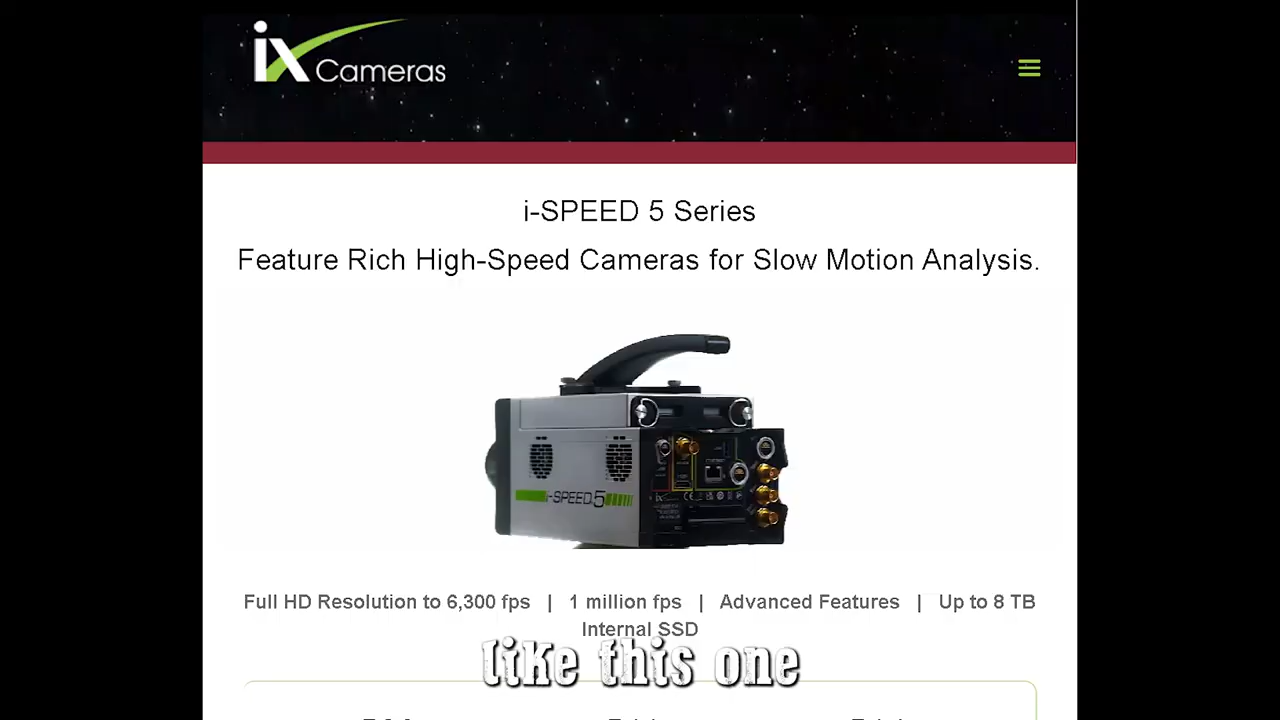 iX Cameras
i-SPEED 5 Series
Feature Rich High-Speed Cameras for Slow Motion Analysis.
i-SPEED 5
Full HD Resolution to 6,300 fps | 1 million fps | Advanced Features | Up to 8 TB
Internal SSD
like this one